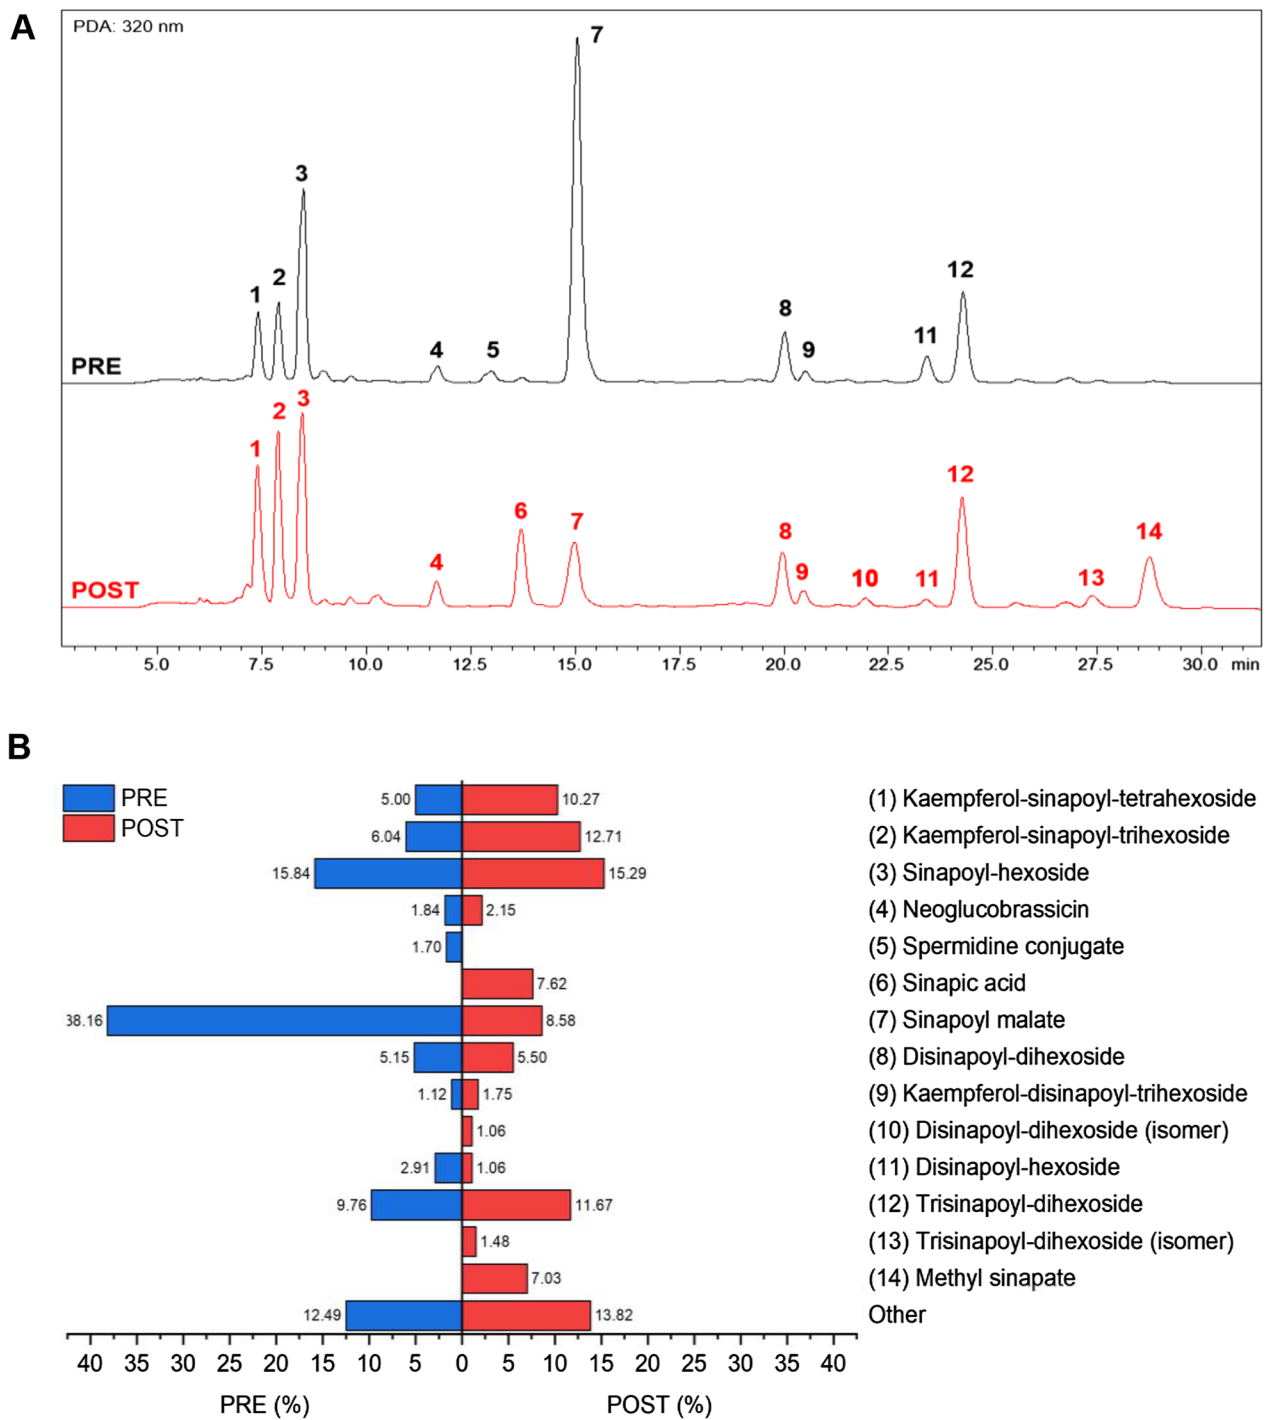 A
PDA: 320 nm
7
3
2
1
12
8
11
4
5
9
PRE
3
2
1
12
6
7
8
14
4
9
10
11
13
POST
5.0 7.5 10.0 12.5 15.0 17.5 20.0 22.5 25.0 27.5 30.0 min
B
PRE
POST
5.00 10.27 (1) Kaempferol-sinapoyl-tetrahexoside
6.04 12.71 (2) Kaempferol-sinapoyl-trihexoside
15.84 15.29 (3) Sinapoyl-hexoside
1.84 2.15 (4) Neoglucobrassicin
1.70 (5) Spermidine conjugate
7.62 (6) Sinapic acid
38.16 8.58 (7) Sinapoyl malate
5.15 5.50 (8) Disinapoyl-dihexoside
1.12 1.75 (9) Kaempferol-disinapoyl-trihexoside
1.06 (10) Disinapoyl-dihexoside (isomer)
2.91 1.06 (11) Disinapoyl-hexoside
9.76 11.67 (12) Trisinapoyl-dihexoside
1.48 (13) Trisinapoyl-dihexoside (isomer)
7.03 (14) Methyl sinapate
12.49 13.82 Other
40 35 30 25 20 15 10 5 0 5 10 15 20 25 30 35 40
PRE (%) POST (%)